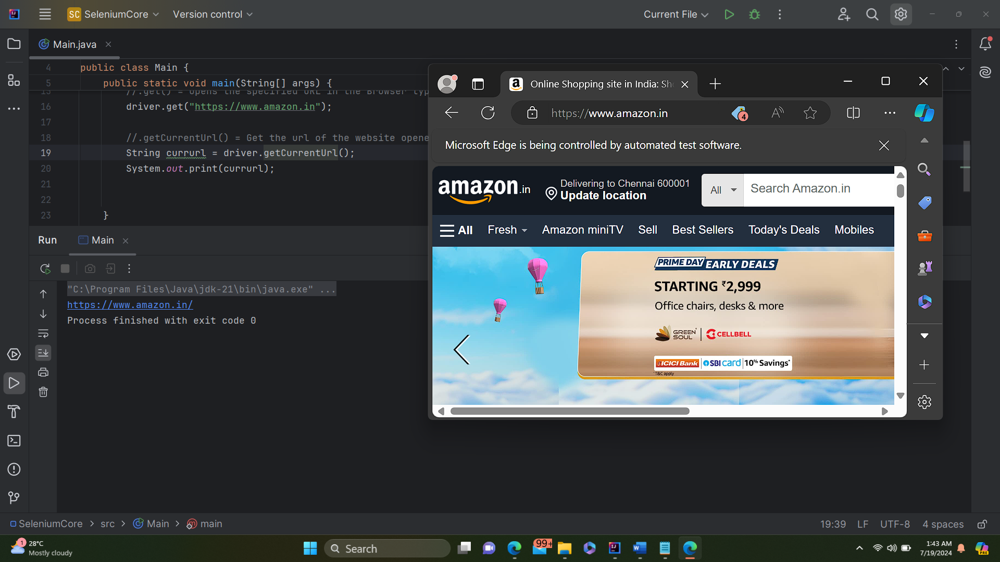 SC SeleniumCore
Version control
Current File
Main.java
4 public class Main {
5 public static void main(String[] args) {
//.get() = Opens the specified URL in the Browser typ
16 driver.get("https://www.amazon.in");
17
18 //.getCurrentUrl() = Get the url of the website opene
19 String currurl = driver.getCurrentUrl();
20 System.out.print(currurl);
21
22
23 }
Run
Main
"C:\Program Files\Java\jdk-21\bin\java.exe" ...
https://www.amazon.in/
Process finished with exit code 0
Online Shopping site in India: Sh
https://www.amazon.in
4
Microsoft Edge is being controlled by automated test software.
amazon.in
Delivering to Chennai 600001
Update location
All
Search Amazon.in
All
Fresh
Amazon miniTV
Sell
Best Sellers
Today's Deals
Mobiles
PRIME DAY EARLY DEALS
STARTING ₹2,999
Office chairs, desks & more
GREEN SOUL
CELLBELL
ICICI Bank SBI card 10% Savings*
*T&C apply
SeleniumCore > src > Main > main
19:39
LF
UTF-8
4 spaces
1
28°C
Mostly cloudy
Search
99+
1:43 AM
7/19/2024
PRE